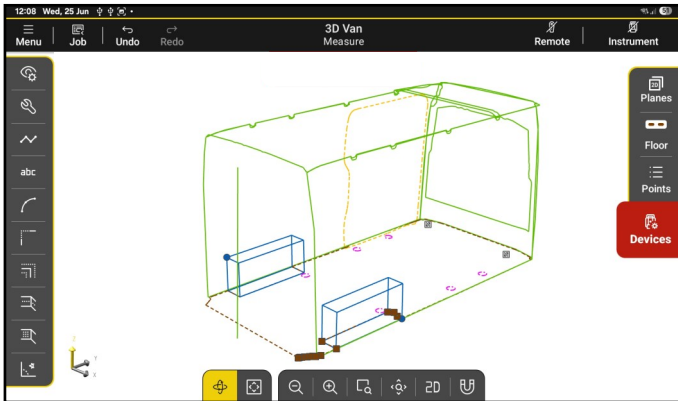 12:08 Wed, 25 Jun
Menu
Job
Undo
Redo
3D Van
Measure
Remote
Instrument
abc
2D
Planes
Floor
Points
Devices
Z
Y
X
2D